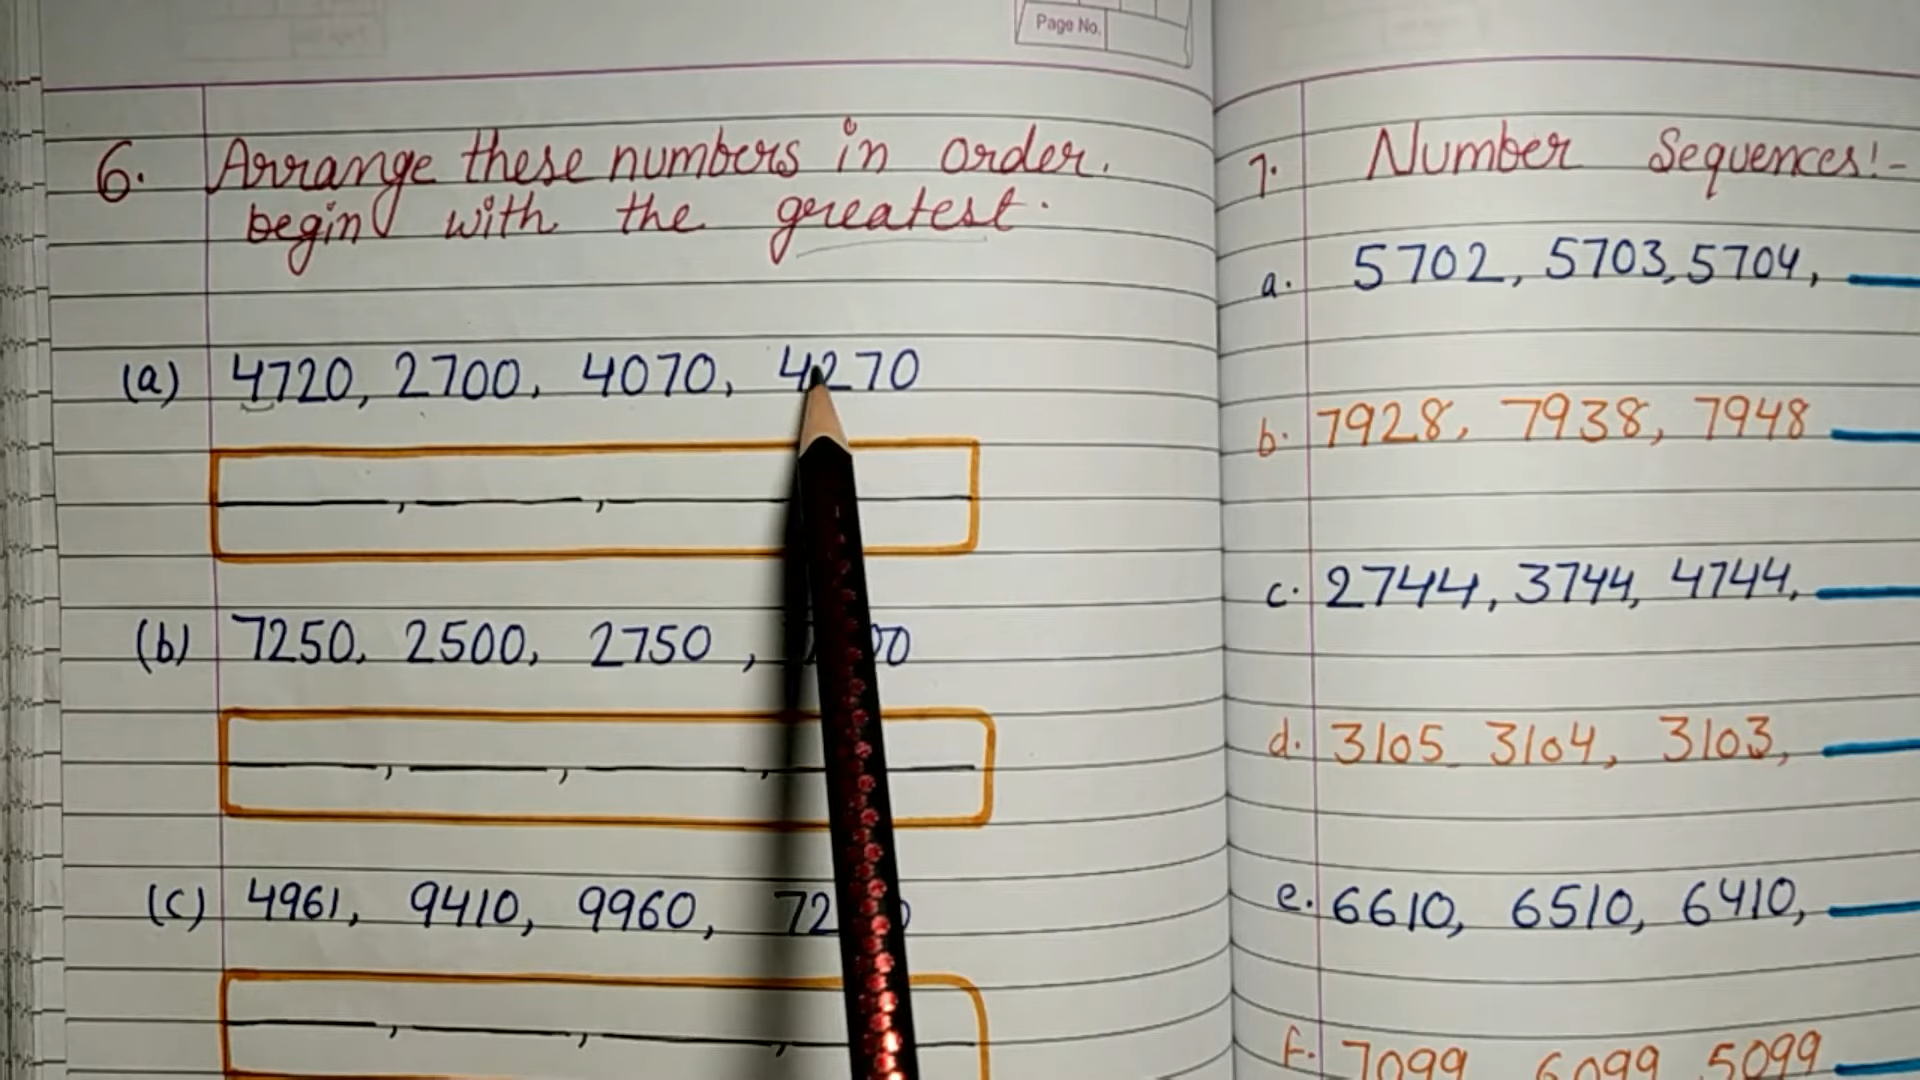 Page No.
6. Arrange these numbers in order.
begin with the greatest.
(a) 4720, 2700, 4070, 4270
(b) 7250, 2500, 2750,
(c) 4961, 9410, 9960,
7. Number Sequences:-
a. 5702, 5703, 5704,
b. 7928, 7938, 7948
c. 2744, 3744, 4744,
d. 3105 3104, 3103,
e. 6610, 6510, 6410,
f. 7099 6099 5099